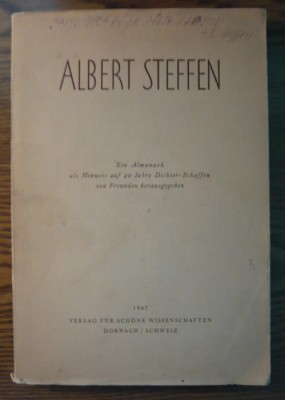 ALBERT STEFFEN
Ein Almanach
als Hinweis auf 40 Jahre Dichter-Schaffen
von Freunden herausgegeben
1947
VERLAG FÜR SCHÖNE WISSENSCHAFTEN
DORNACH / SCHWEIZ